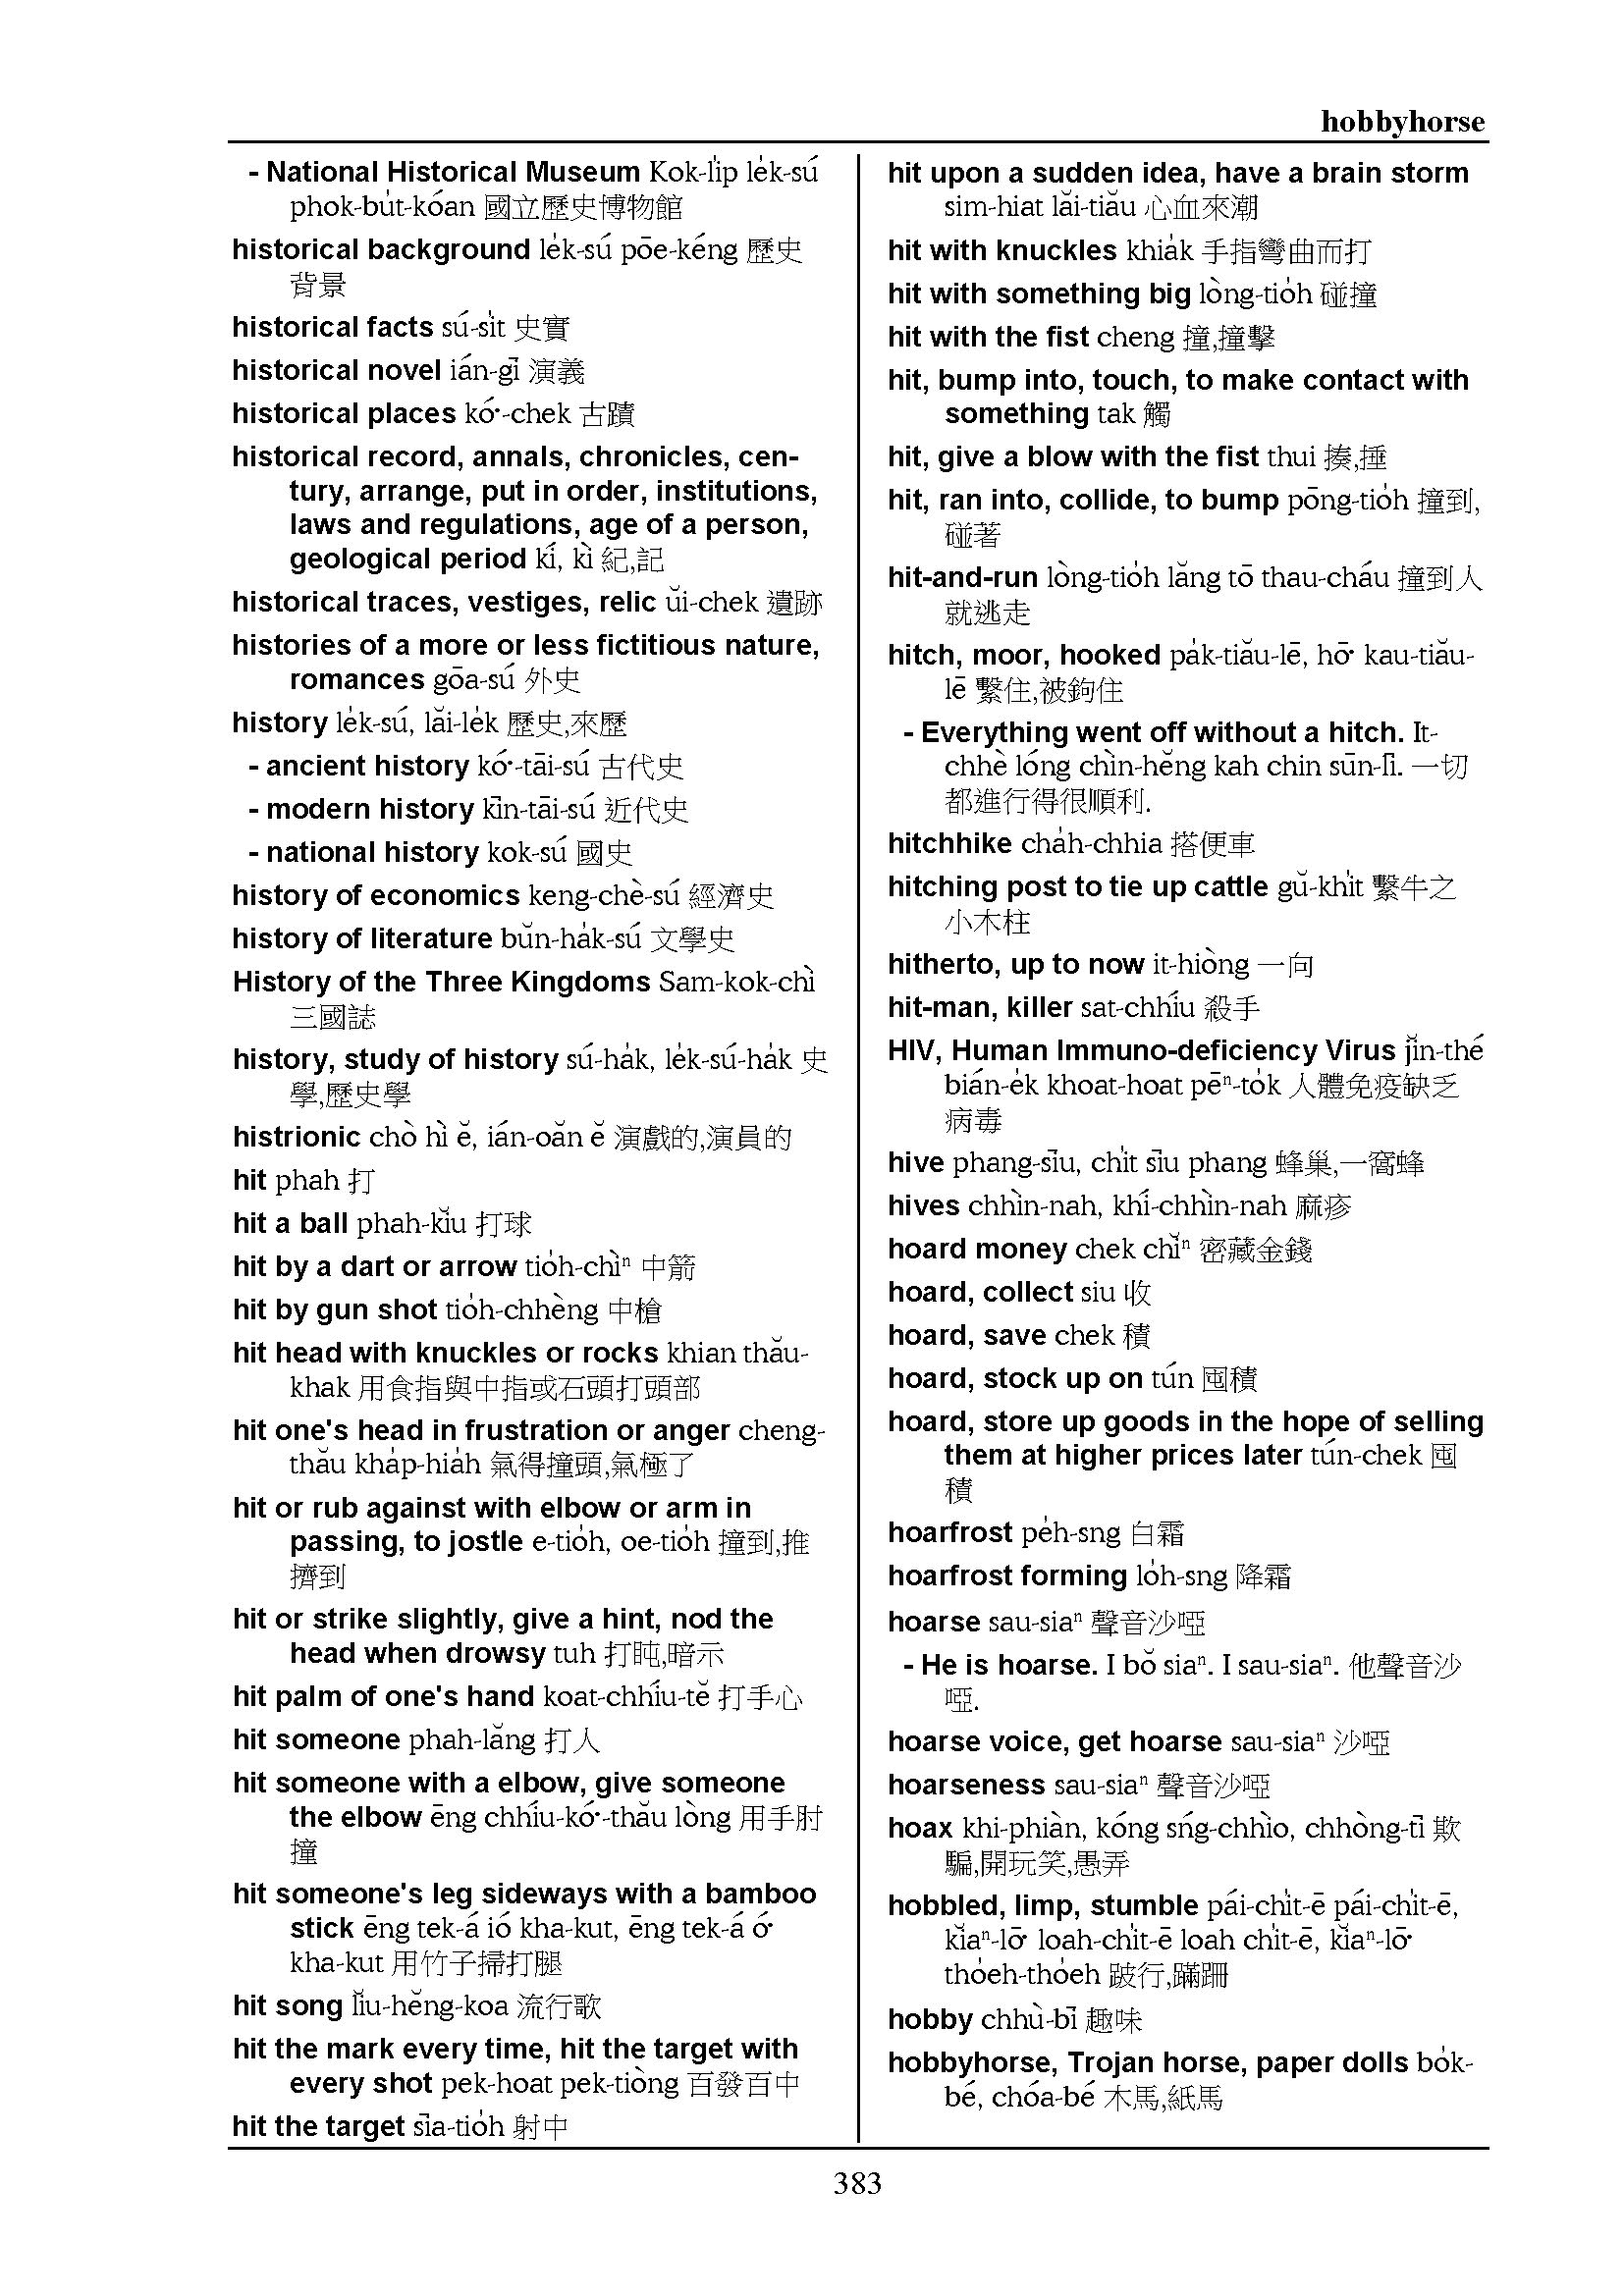 hobbyhorse
- National Historical Museum Kok-li̍p le̍k-sú
phok-bu̍t-kóan 國立歷史博物館
historical background le̍k-sú pōe-kéng 歷史
背景
historical facts sú-si̍t 史實
historical novel ián-gī 演義
historical places kó͘-chek 古蹟
historical record, annals, chronicles, cen-
tury, arrange, put in order, institutions,
laws and regulations, age of a person,
geological period kí, kì 紀,記
historical traces, vestiges, relic ŭi-chek 遺跡
histories of a more or less fictitious nature,
romances gōa-sú 外史
history le̍k-sú, lăi-le̍k 歷史,來歷
- ancient history kó͘-tāi-sú 古代史
- modern history kīn-tāi-sú 近代史
- national history kok-sú 國史
history of economics keng-chè-sú 經濟史
history of literature bŭn-ha̍k-sú 文學史
History of the Three Kingdoms Sam-kok-chì
三國誌
history, study of history sú-ha̍k, le̍k-sú-ha̍k 史
學,歷史學
histrionic chò hì ĕ, ián-oăn ĕ 演戲的,演員的
hit phah 打
hit a ball phah-kĭu 打球
hit by a dart or arrow tio̍h-chìⁿ 中箭
hit by gun shot tio̍h-chhèng 中槍
hit head with knuckles or rocks khian thău-
khak 用食指與中指或石頭打頭部
hit one's head in frustration or anger cheng-
thău kha̍p-hia̍h 氣得撞頭,氣極了
hit or rub against with elbow or arm in
passing, to jostle e-tio̍h, oe-tio̍h 撞到,推
擠到
hit or strike slightly, give a hint, nod the
head when drowsy tuh 打盹,暗示
hit palm of one's hand koat-chhíu-tĕ 打手心
hit someone phah-lăng 打人
hit someone with a elbow, give someone
the elbow ēng chhíu-kó͘-thău lòng 用手肘
撞
hit someone's leg sideways with a bamboo
stick ēng tek-á ió kha-kut, ēng tek-á ó͘
kha-kut 用竹子掃打腿
hit song lĭu-hĕng-koa 流行歌
hit the mark every time, hit the target with
every shot pek-hoat pek-tiòng 百發百中
hit the target sīa-tio̍h 射中
hit upon a sudden idea, have a brain storm
sim-hiat lăi-tiău 心血來潮
hit with knuckles khia̍k 手指彎曲而打
hit with something big lòng-tio̍h 碰撞
hit with the fist cheng 撞,撞擊
hit, bump into, touch, to make contact with
something tak 觸
hit, give a blow with the fist thui 揍,捶
hit, ran into, collide, to bump pōng-tio̍h 撞到,
碰著
hit-and-run lòng-tio̍h lăng tō thau-cháu 撞到人
就逃走
hitch, moor, hooked pa̍k-tiău-lē, hō͘ kau-tiău-
lē 繫住,被鉤住
- Everything went off without a hitch. It-
chhè lóng chìn-hĕng kah chin sūn-lī. 一切
都進行得很順利.
hitchhike cha̍h-chhia 搭便車
hitching post to tie up cattle gŭ-khi̍t 繫牛之
小木柱
hitherto, up to now it-hiòng 一向
hit-man, killer sat-chhíu 殺手
HIV, Human Immuno-deficiency Virus jĭn-thé
bián-e̍k khoat-hoat pēⁿ-to̍k 人體免疫缺乏
病毒
hive phang-sīu, chi̍t sīu phang 蜂巢,一窩蜂
hives chhìn-nah, khí-chhìn-nah 麻疹
hoard money chek chĭⁿ 密藏金錢
hoard, collect siu 收
hoard, save chek 積
hoard, stock up on tún 囤積
hoard, store up goods in the hope of selling
them at higher prices later tún-chek 囤
積
hoarfrost pe̍h-sng 白霜
hoarfrost forming lo̍h-sng 降霜
hoarse sau-siaⁿ 聲音沙啞
- He is hoarse. I bŏ siaⁿ. I sau-siaⁿ. 他聲音沙
啞.
hoarse voice, get hoarse sau-siaⁿ 沙啞
hoarseness sau-siaⁿ 聲音沙啞
hoax khi-phiàn, kóng sńg-chhìo, chhòng-tī 欺
騙,開玩笑,愚弄
hobbled, limp, stumble pái-chi̍t-ē pái-chi̍t-ē,
kĭaⁿ-lō͘ loah-chi̍t-ē loah chi̍t-ē, kĭaⁿ-lō͘
tho̍eh-tho̍eh 跛行,蹣跚
hobby chhù-bī 趣味
hobbyhorse, Trojan horse, paper dolls bo̍k-
bé, chóa-bé 木馬,紙馬
383